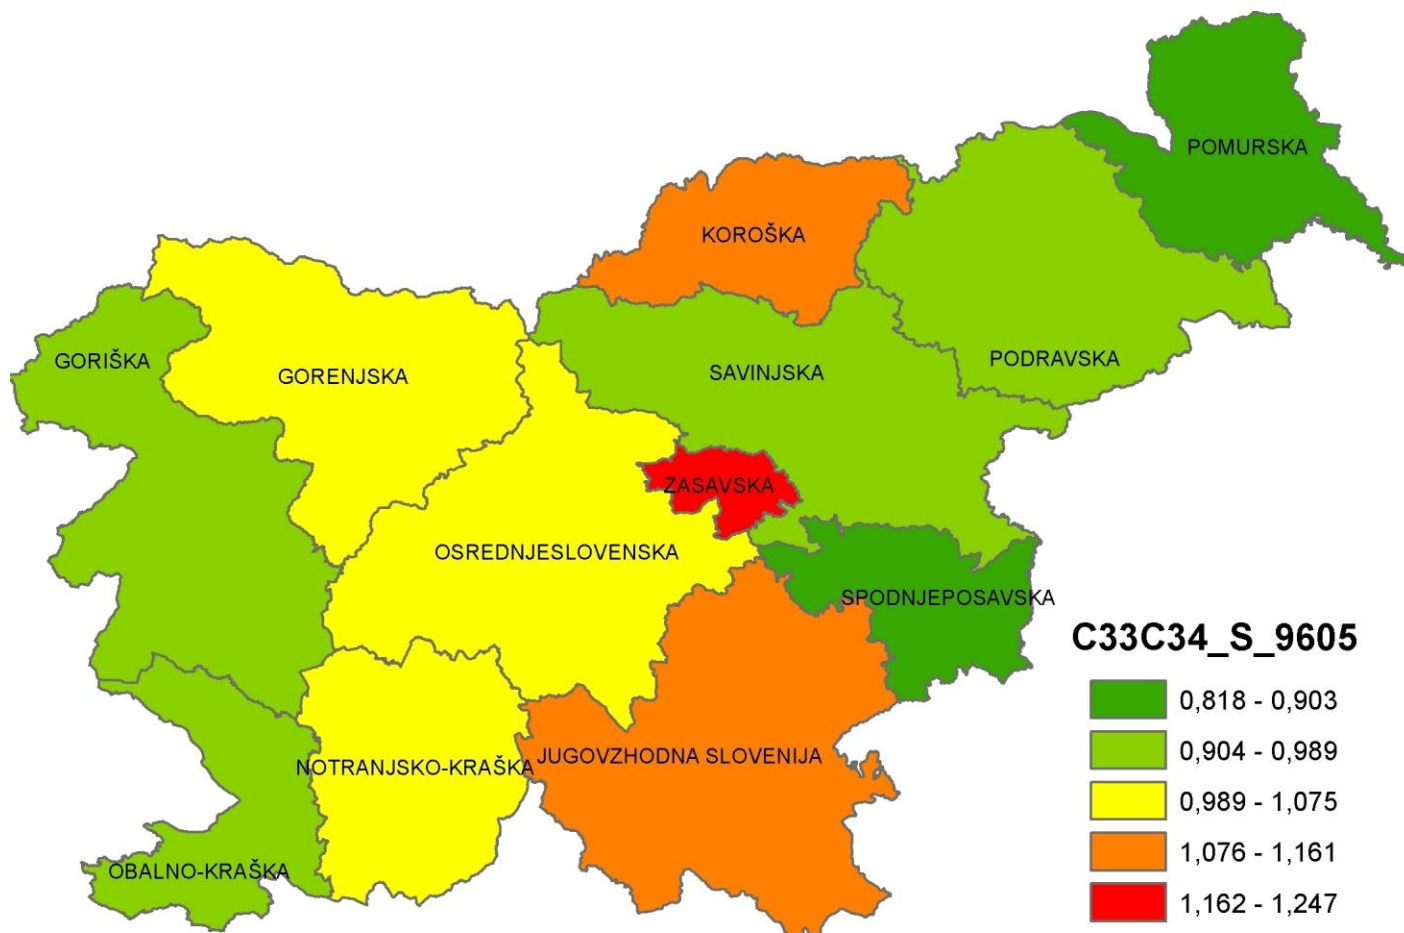 POMURSKA
KOROŠKA
GORIŠKA
GORENJSKA
SAVINJSKA
PODRAVSKA
ZASAVSKA
OSREDNJESLOVENSKA
SPODNJEPOSAVSKA
NOTRANJSKO-KRAŠKA
JUGOVZHODNA SLOVENIJA
OBALNO-KRAŠKA
C33C34_S_9605
0,818 - 0,903
0,904 - 0,989
0,989 - 1,075
1,076 - 1,161
1,162 - 1,247